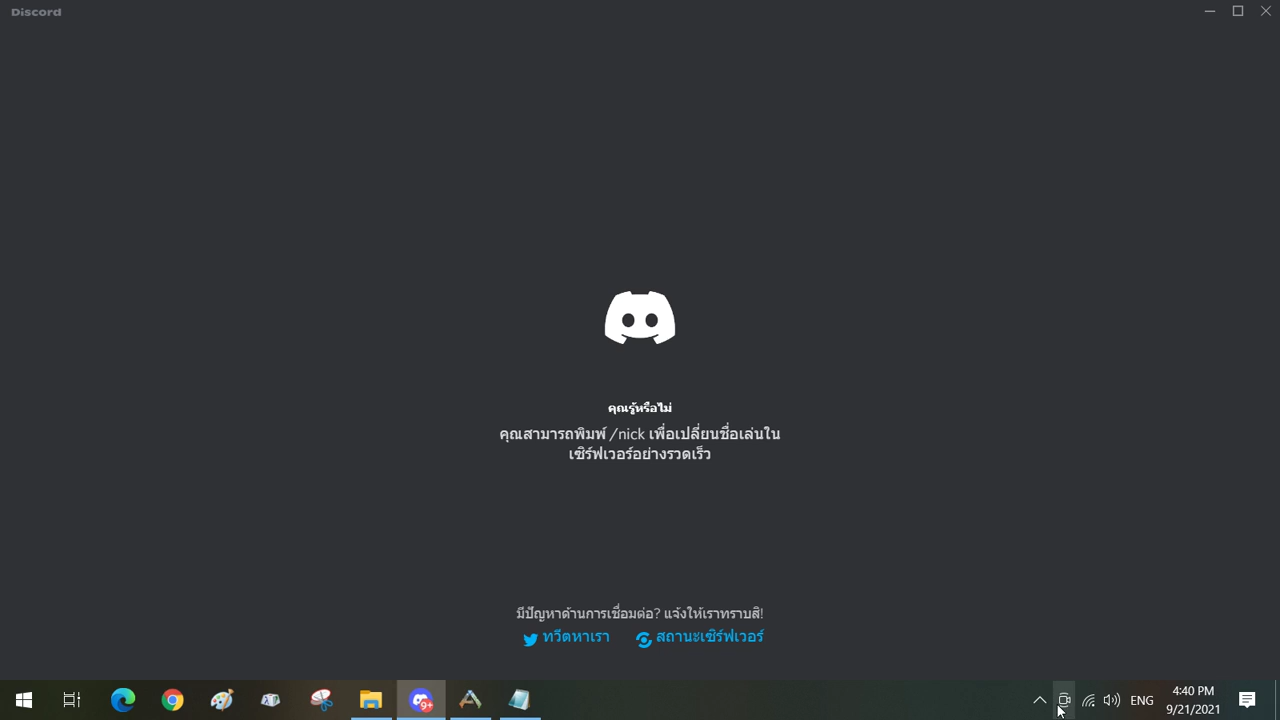 Discord
คุณรู้หรือไม่
คุณสามารถพิมพ์ /nick เพื่อเปลี่ยนชื่อเล่นใน
เซิร์ฟเวอร์อย่างรวดเร็ว
มีปัญหาด้านการเชื่อมต่อ? แจ้งให้เราทราบสิ!
ทวีตหาเรา สถานะเซิร์ฟเวอร์
9+
ENG
4:40 PM
9/21/2021